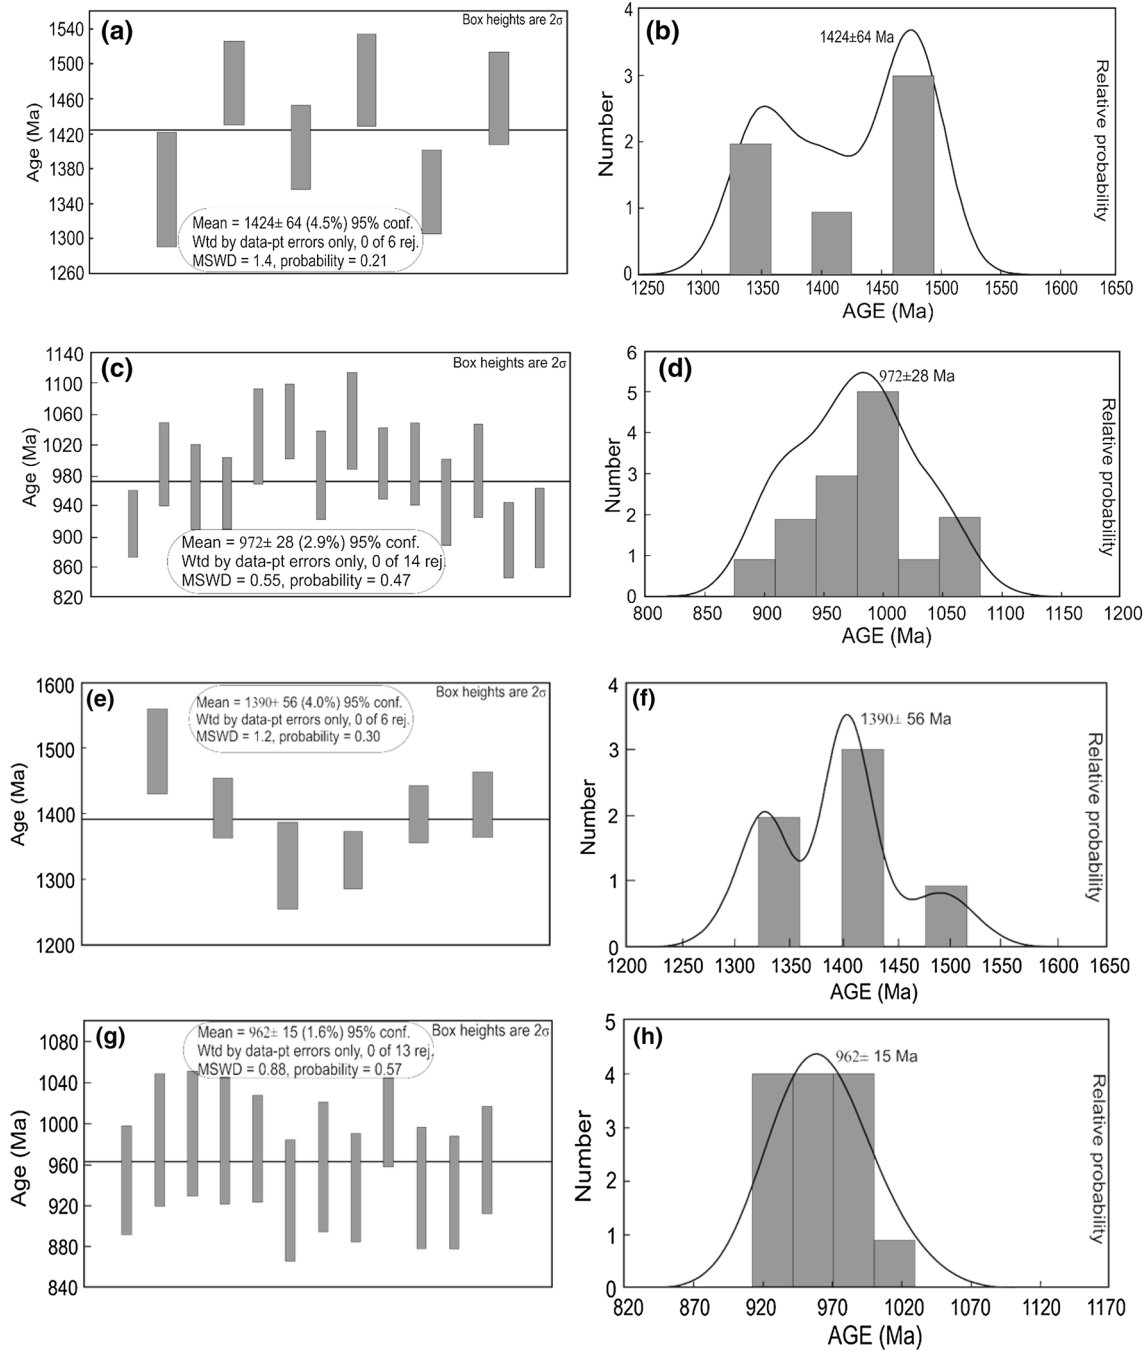 (a)
Box heights are 2σ
1540
1500
1460
1420
1380
1340
1300
1260
Age (Ma)
Mean = 1424± 64 (4.5%) 95% conf.
Wtd by data-pt errors only, 0 of 6 rej.
MSWD = 1.4, probability = 0.21
(b)
1424±64 Ma
4
3
2
1
0
Number
Relative probability
1250 1300 1350 1400 1450 1500 1550 1600 1650
AGE (Ma)
(c)
Box heights are 2σ
1140
1100
1060
1020
980
940
900
860
820
Age (Ma)
Mean = 972± 28 (2.9%) 95% conf.
Wtd by data-pt errors only, 0 of 14 rej.
MSWD = 0.55, probability = 0.47
(d)
972±28 Ma
6
5
4
3
2
1
0
Number
Relative probability
800 850 900 950 1000 1050 1100 1150 1200
AGE (Ma)
(e)
Box heights are 2σ
1600
1500
1400
1300
1200
Age (Ma)
Mean = 1390± 56 (4.0%) 95% conf.
Wtd by data-pt errors only, 0 of 6 rej.
MSWD = 1.2, probability = 0.30
(f)
1390± 56 Ma
4
3
2
1
0
Number
Relative probability
1200 1250 1300 1350 1400 1450 1500 1550 1600 1650
AGE (Ma)
(g)
Box heights are 2σ
1080
1040
1000
960
920
880
840
Age (Ma)
Mean = 962± 15 (1.6%) 95% conf.
Wtd by data-pt errors only, 0 of 13 rej.
MSWD = 0.88, probability = 0.57
(h)
962± 15 Ma
5
4
3
2
1
0
Number
Relative probability
820 870 920 970 1020 1070 1120 1170
AGE (Ma)